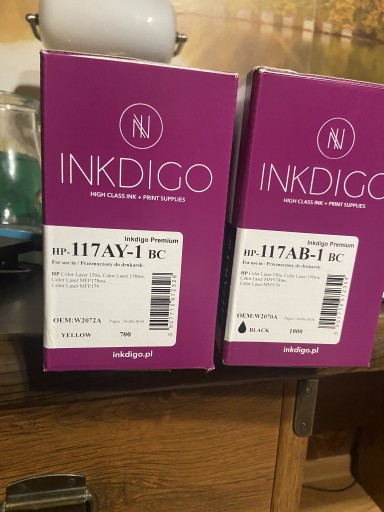 INKDIGO
HIGH CLASS INK + PRINT SUPPLIES
Inkdigo Premium
HP-117AY-1 BC
For use in / Przeznaczony do drukarek:
HP Color Laser 150a, Color Laser 150nw,
Color Laser MFP178nw,
Color Laser MFP179
OEM:W2072A
YELLOW 700
inkdigo.pl
INKDIGO
HIGH CLASS INK + PRINT SUPPLIES
Inkdigo Premium
HP-117AB-1 BC
For use in / Przeznaczony do drukarek:
HP Color Laser 150a, Color Laser 150nw,
Color Laser MFP178nw,
Color Laser MFP179
OEM:W2070A
BLACK 1000
inkdigo.pl